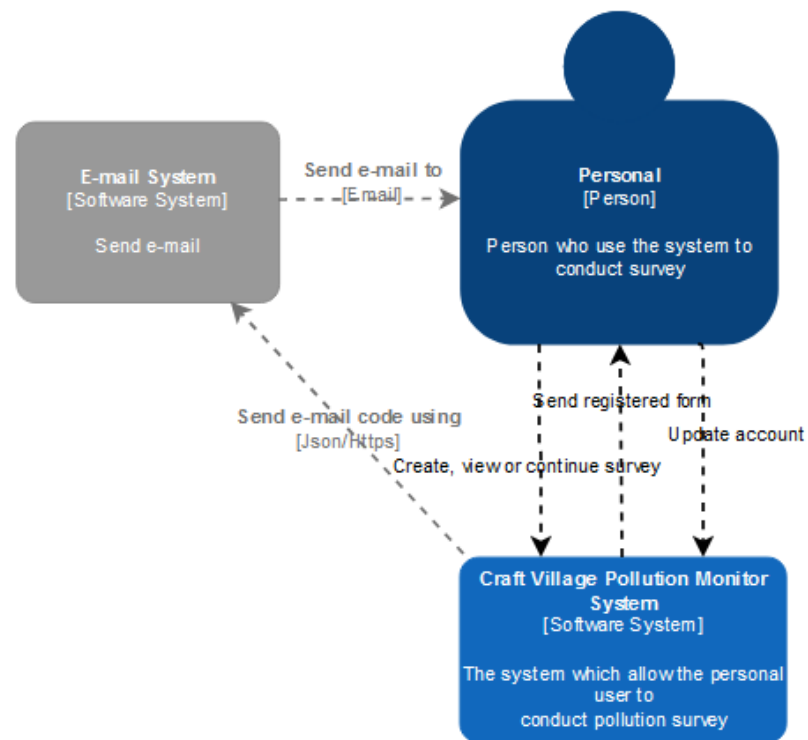 E-mail System
[Software System]
Send e-mail
Send e-mail to
[Email]
Personal
[Person]
Person who use the system to
conduct survey
Send registered form
Update account
Send e-mail code using
[Json/Https]
Create, view or continue survey
Craft Village Pollution Monitor
System
[Software System]
The system which allow the personal
user to
conduct pollution survey